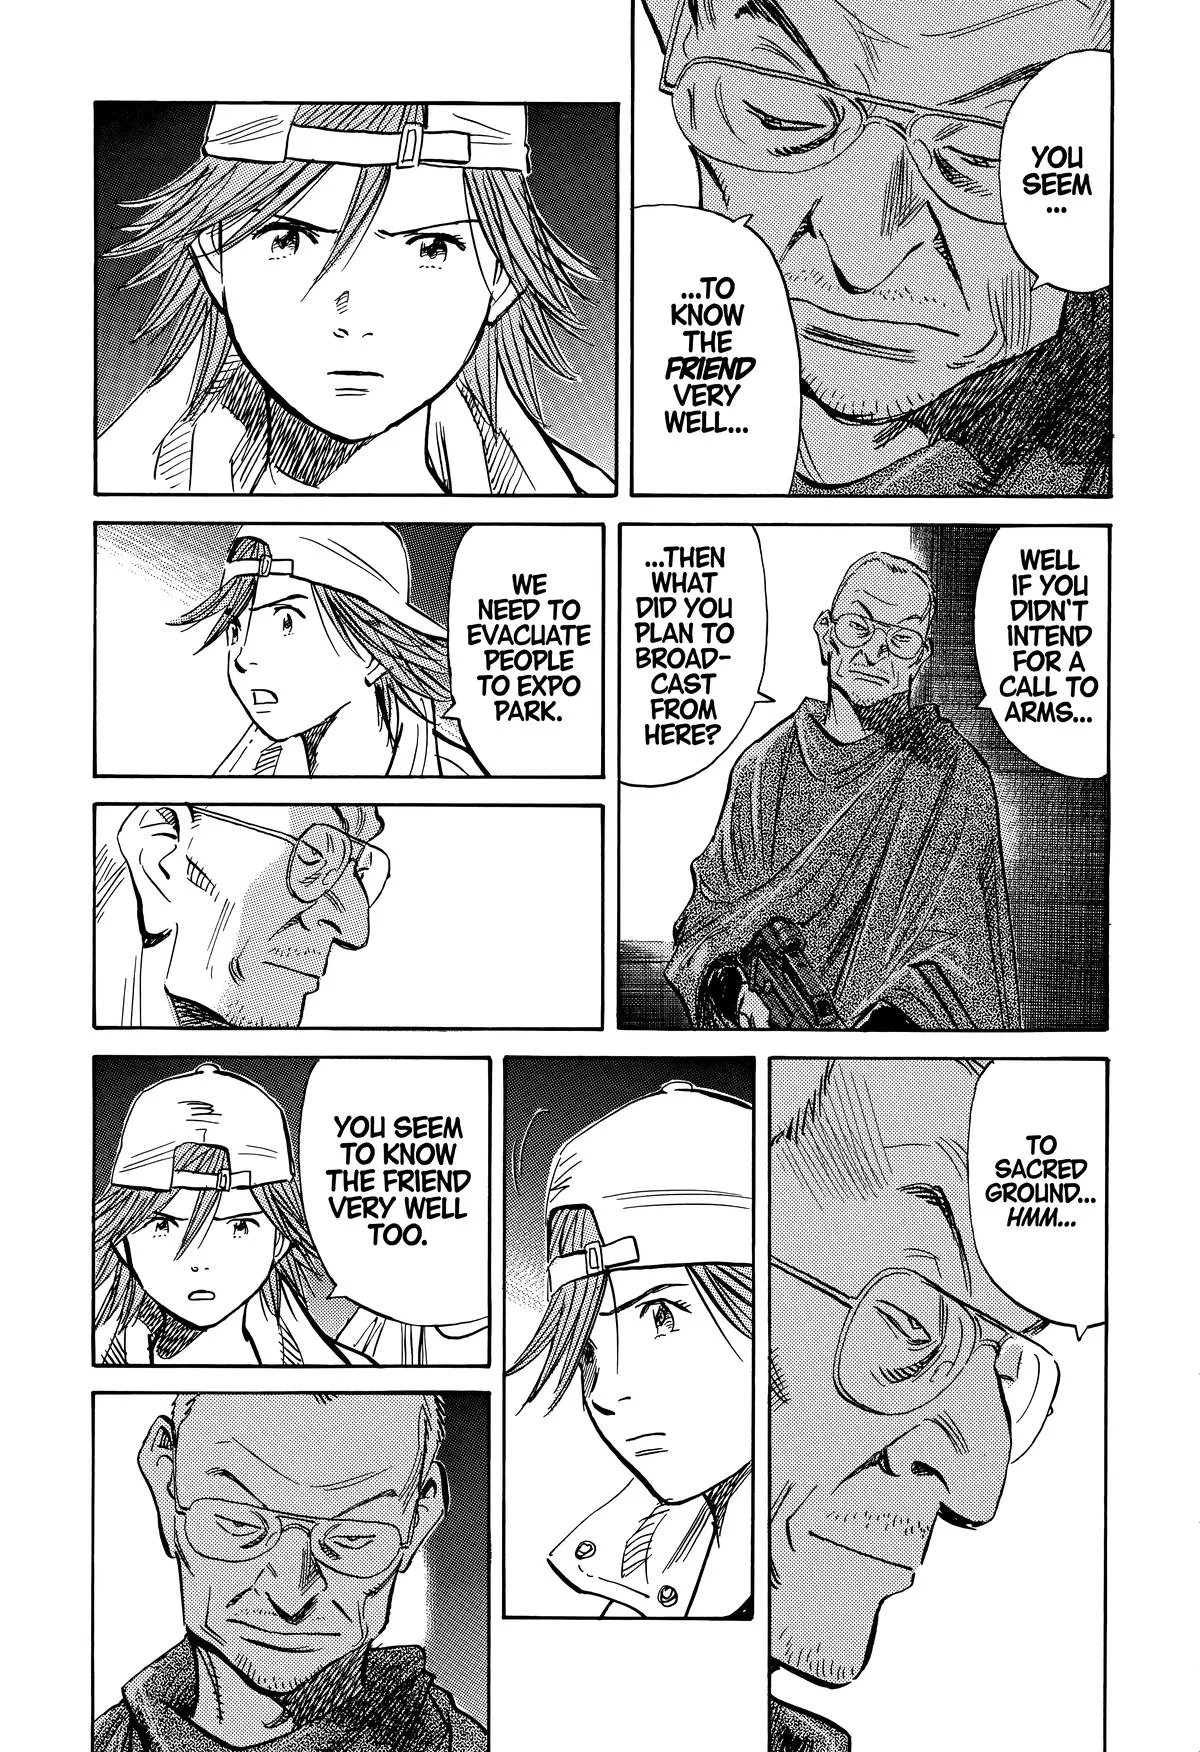 YOU
SEEM
...
...TO
KNOW
THE
FRIEND
VERY
WELL...
WELL
IF YOU
DIDN'T
INTEND
FOR A
CALL TO
ARMS...
...THEN
WHAT
DID YOU
PLAN TO
BROAD-
CAST
FROM
HERE?
WE
NEED TO
EVACUATE
PEOPLE
TO EXPO
PARK.
TO
SACRED
GROUND...
HMM...
YOU SEEM
TO KNOW
THE FRIEND
VERY WELL
TOO.